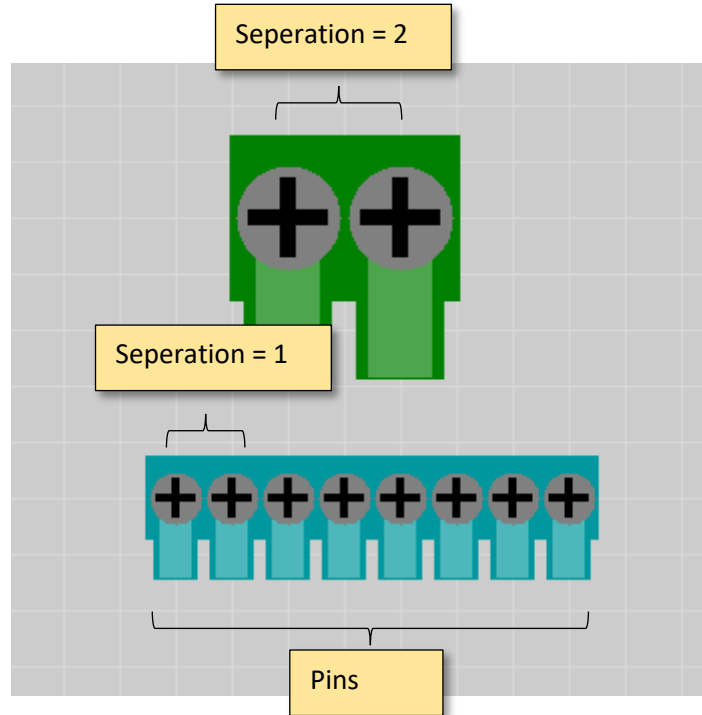 Seperation = 2
Seperation = 1
Pins